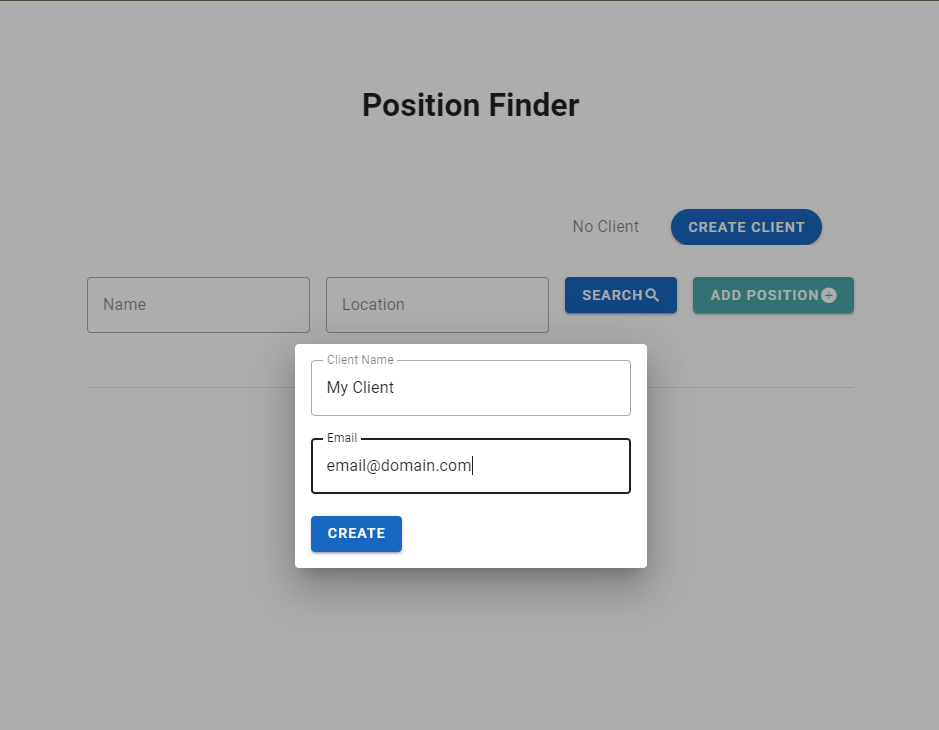 Position Finder
No Client
CREATE CLIENT
Name
Location
SEARCH
ADD POSITION
Client Name
My Client
Email
email@domain.com
CREATE